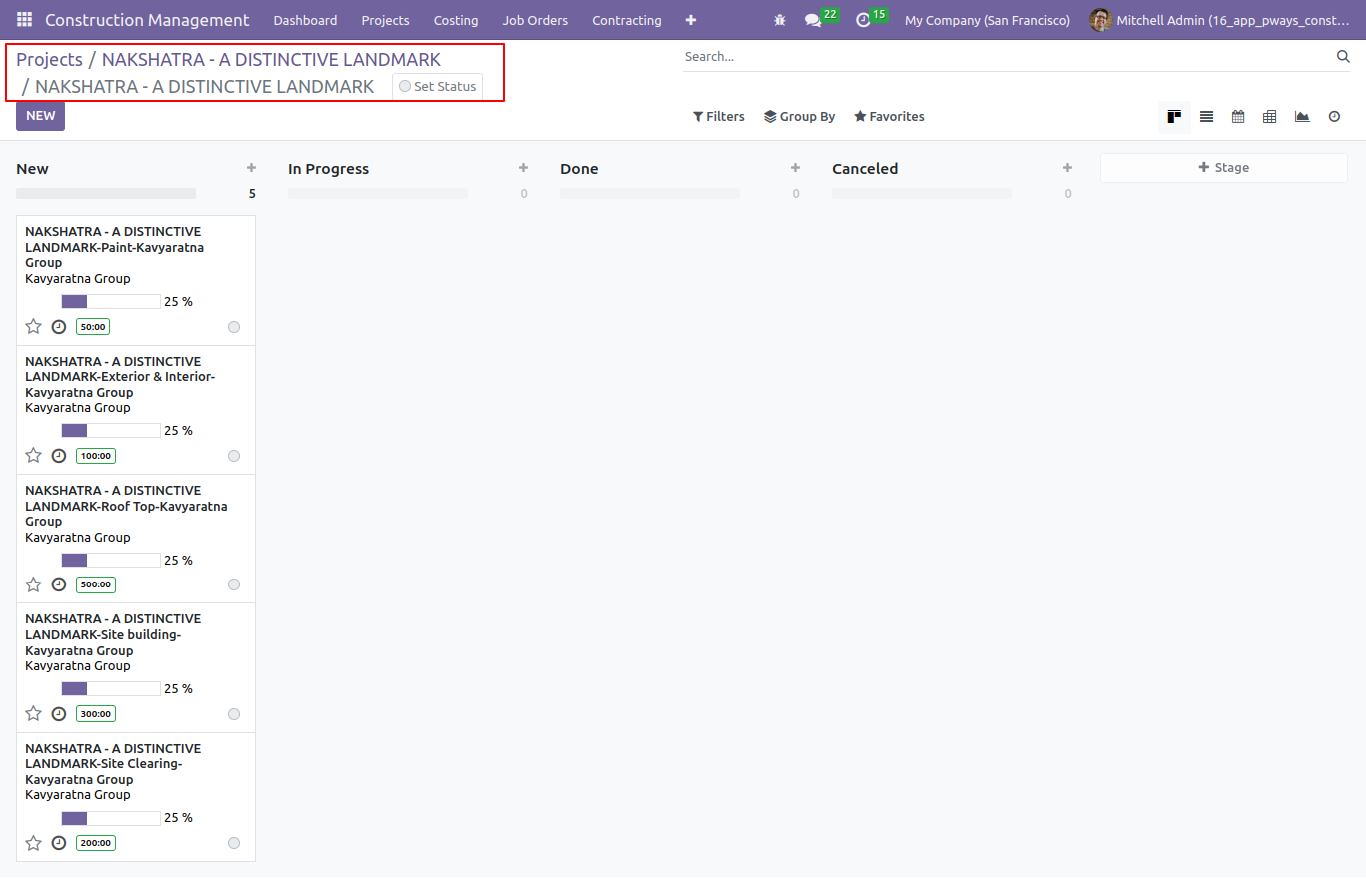 Construction Management Dashboard Projects Costing Job Orders Contracting 22 15 My Company (San Francisco) Mitchell Admin (16_app_pways_const...
Projects / NAKSHATRA - A DISTINCTIVE LANDMARK
/ NAKSHATRA - A DISTINCTIVE LANDMARK Set Status
Search...
NEW
Filters Group By Favorites
New + 5
In Progress + 0
Done + 0
Canceled + 0
+ Stage
NAKSHATRA - A DISTINCTIVE
LANDMARK-Paint-Kavyaratna
Group
Kavyaratna Group
25 %
50:00
NAKSHATRA - A DISTINCTIVE
LANDMARK-Exterior & Interior-
Kavyaratna Group
Kavyaratna Group
25 %
100:00
NAKSHATRA - A DISTINCTIVE
LANDMARK-Roof Top-Kavyaratna
Group
Kavyaratna Group
25 %
500:00
NAKSHATRA - A DISTINCTIVE
LANDMARK-Site building-
Kavyaratna Group
Kavyaratna Group
25 %
300:00
NAKSHATRA - A DISTINCTIVE
LANDMARK-Site Clearing-
Kavyaratna Group
Kavyaratna Group
25 %
200:00